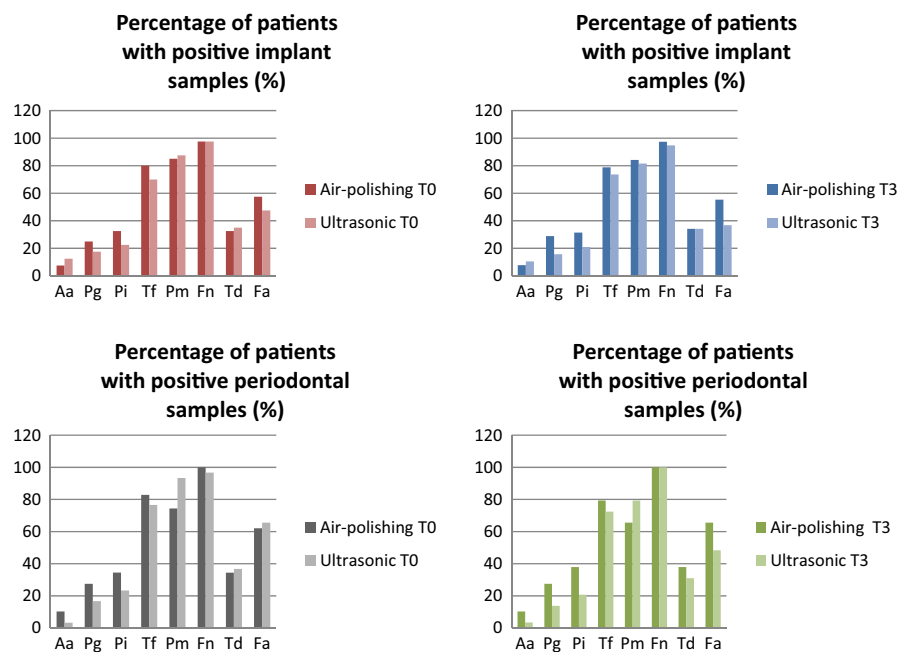 Percentage of patients
with positive implant
samples (%)
120
100
80
60
40
20
0
Aa Pg Pi Tf Pm Fn Td Fa
Air-polishing T0
Ultrasonic T0
Percentage of patients
with positive implant
samples (%)
120
100
80
60
40
20
0
Aa Pg Pi Tf Pm Fn Td Fa
Air-polishing T3
Ultrasonic T3
Percentage of patients
with positive periodontal
samples (%)
120
100
80
60
40
20
0
Aa Pg Pi Tf Pm Fn Td Fa
Air-polishing T0
Ultrasonic T0
Percentage of patients
with positive periodontal
samples (%)
120
100
80
60
40
20
0
Aa Pg Pi Tf Pm Fn Td Fa
Air-polishing T3
Ultrasonic T3